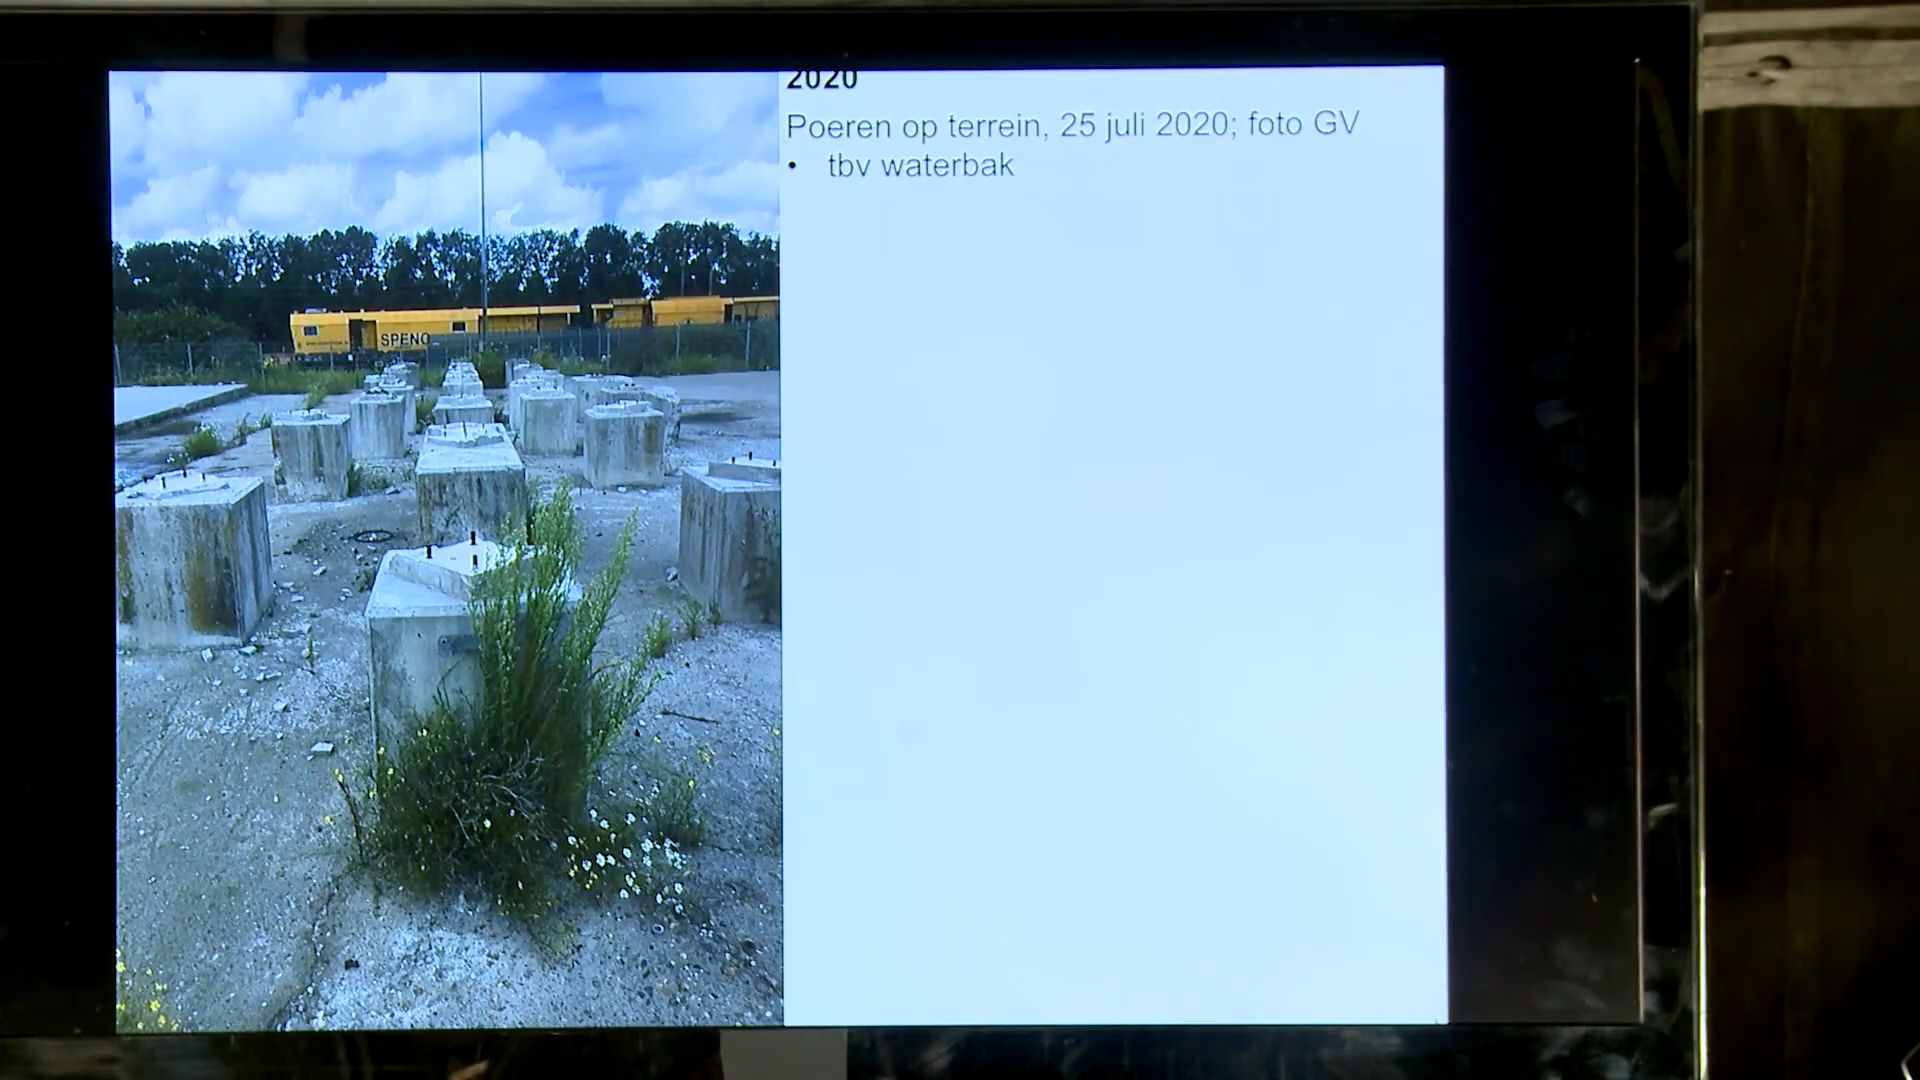 2020
Poeren op terrein, 25 juli 2020; foto GV
• tbv waterbak
SPENO